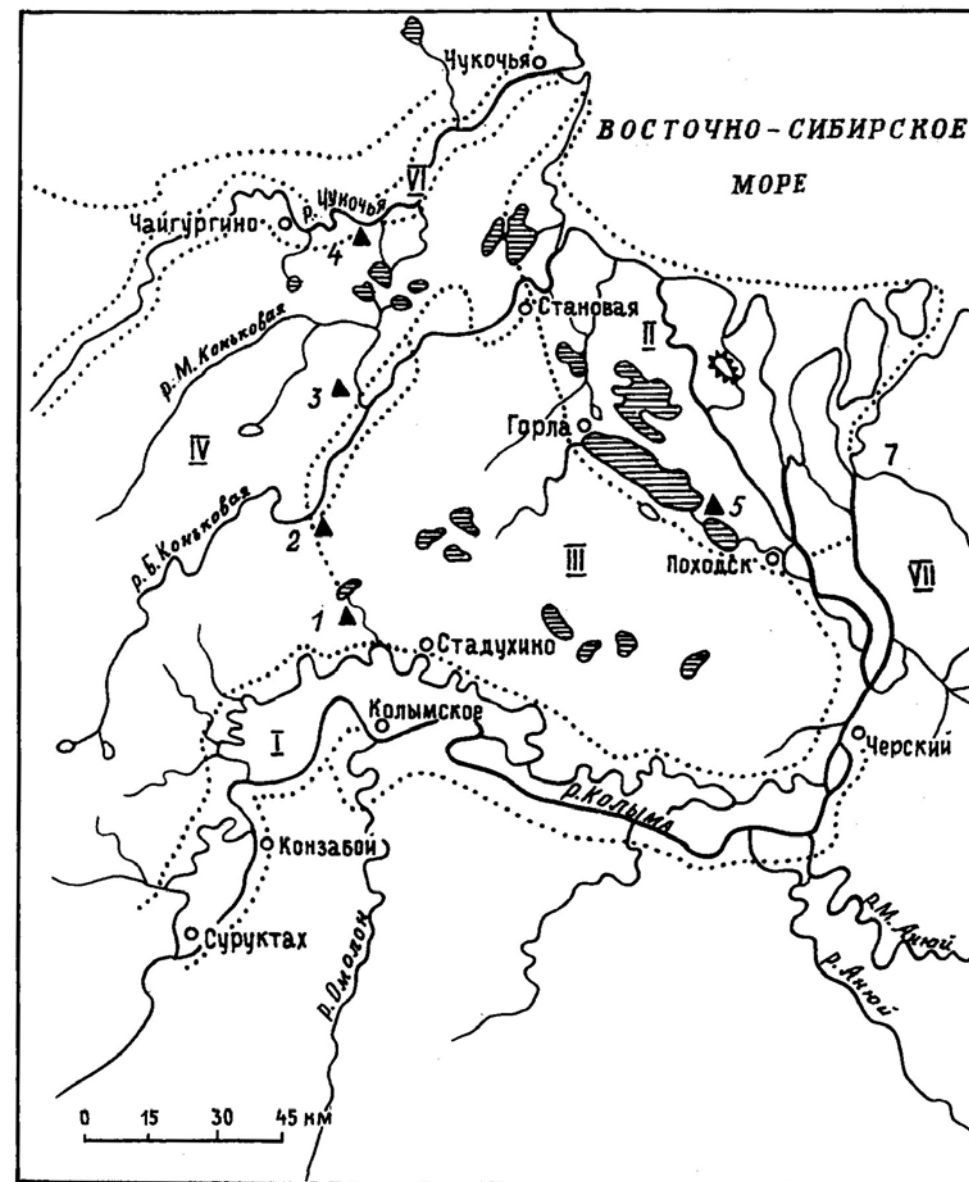 Чукочья
ВОСТОЧНО-СИБИРСКОЕ
МОРЕ
VI
р. Чукочья
Чайгургино
4
Становая
II
р. М. Коньковая
3
IV
Горла
7
5
р. Б. Коньковая
2
III
Походск
VII
1
Стадухино
Колымское
I
Черский
р. Колыма
Конзабой
р. М. Анюй
Суруктах
р. Омолон
р. Анюй
0 15 30 45 км